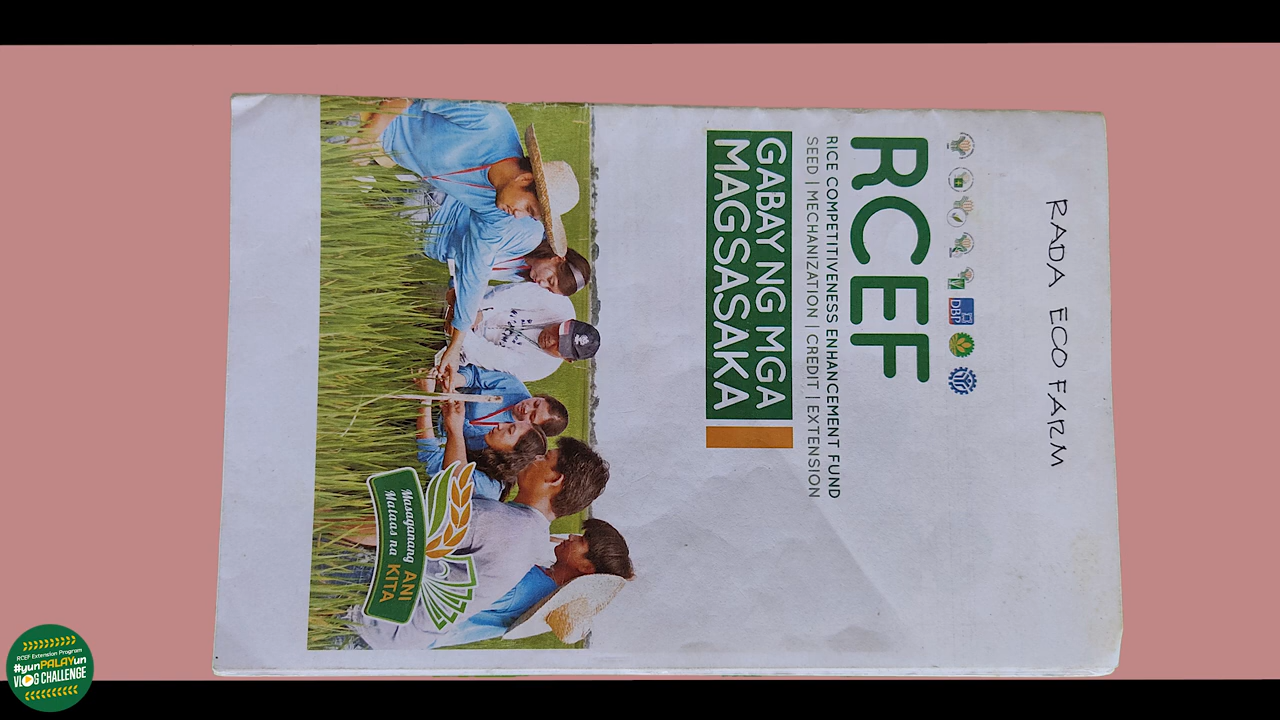 RADA ECO FARM
DBP
RCEF
RICE COMPETITIVENESS ENHANCEMENT FUND
SEED | MECHANIZATION | CREDIT | EXTENSION
GABAY NG MGA
MAGSASAKA
Masaganang ANI
Mataas na KITA
RCEF Extension Program
#yunPALAYun
VLOG CHALLENGE